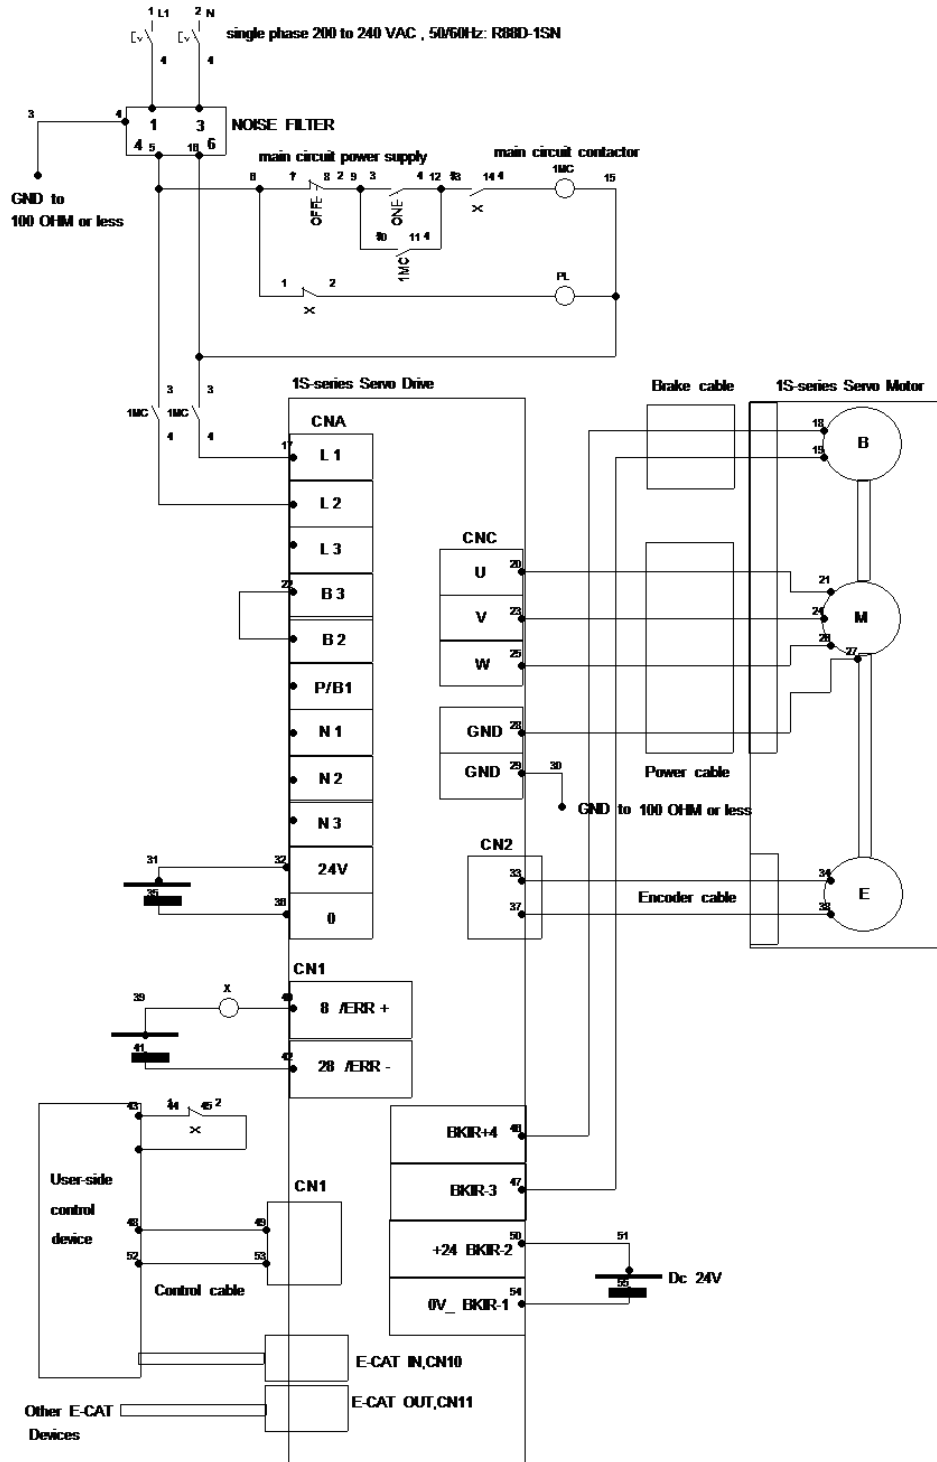 1 L1 2 N
single phase 200 to 240 VAC , 50/60Hz: R88D-1SN
4 4
3 4
1 3
NOISE FILTER
4 5 16 6
main circuit power supply
main circuit contactor
1MC
6 7 8 2 9 3 4 12 13 14 4 15
GND to
100 OHM or less
OFFE
ONE
X
10 11 4
1MC
1 2
PL
X
1S-series Servo Drive
Brake cable
1S-series Servo Motor
3 3
1MC 1MC
4 4
CNA
18
B
19
17
L 1
L 2
CNC
L 3
20
U
21
22
B 3
23
V
24
M
B 2
25
W
26
27
P/B1
N 1
GND
28
N 2
GND
29 30
Power cable
GND to 100 OHM or less
N 3
CN2
31 32
24V
33 34
35
Encoder cable
E
36
0
37 38
CN1
X
39 40
8 /ERR +
41 42
28 /ERR -
43 1 44 45 2
X
BKIR+4
46
User-side
control
device
CN1
BKIR-3
47
48 49
+24 BKIR-2
50 51
52 53
Dc 24V
55
Control cable
0V_ BKIR-1
54
E-CAT IN,CN10
E-CAT OUT,CN11
Other E-CAT
Devices